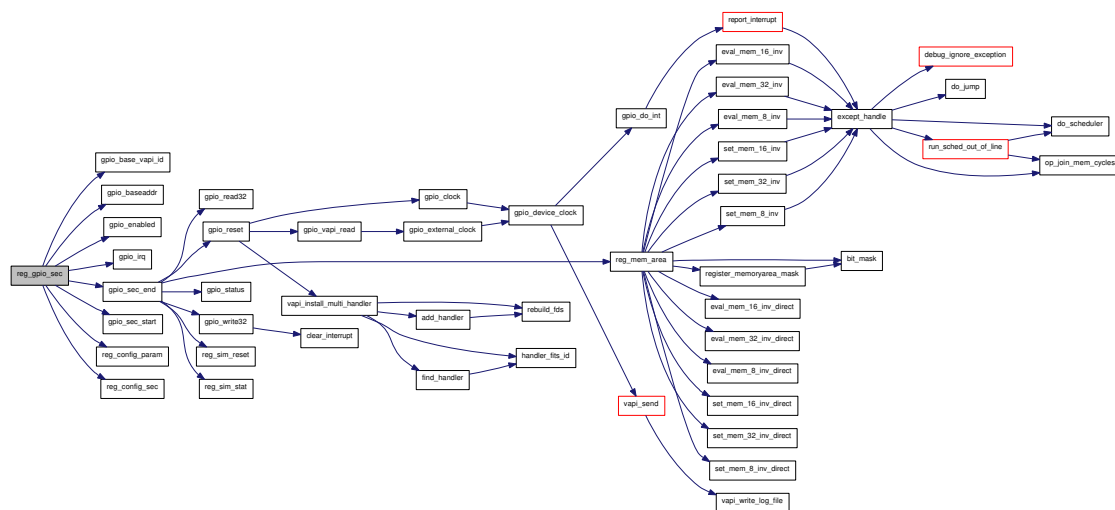 reg_gpio_sec
gpio_base_vapi_id
gpio_baseaddr
gpio_enabled
gpio_irq
gpio_sec_end
gpio_sec_start
reg_config_param
reg_config_sec
gpio_read32
gpio_reset
gpio_status
gpio_write32
reg_sim_reset
reg_sim_stat
gpio_vapi_read
vapi_install_multi_handler
clear_interrupt
gpio_clock
gpio_external_clock
add_handler
find_handler
gpio_device_clock
rebuild_fds
handler_fits_id
gpio_do_int
reg_mem_area
vapi_send
report_interrupt
eval_mem_16_inv
eval_mem_32_inv
eval_mem_8_inv
set_mem_16_inv
set_mem_32_inv
set_mem_8_inv
register_memoryarea_mask
eval_mem_16_inv_direct
eval_mem_32_inv_direct
eval_mem_8_inv_direct
set_mem_16_inv_direct
set_mem_32_inv_direct
set_mem_8_inv_direct
vapi_write_log_file
except_handle
bit_mask
debug_ignore_exception
do_jump
run_sched_out_of_line
do_scheduler
op_join_mem_cycles